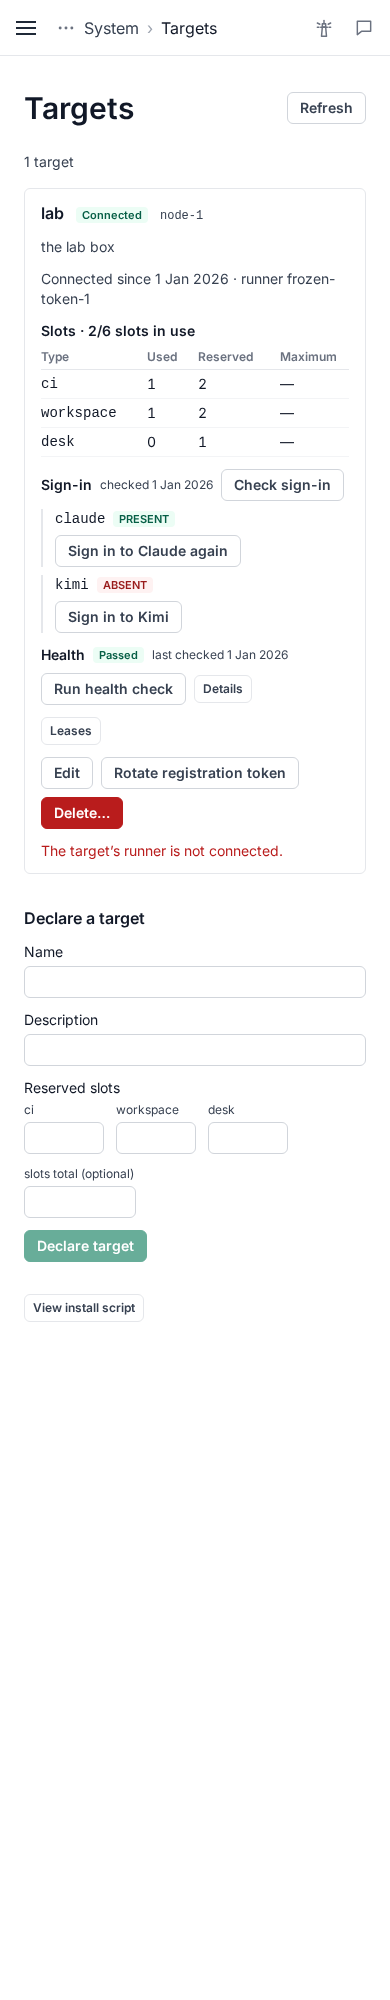 ··· System › Targets
Targets
Refresh
1 target
lab Connected node-1
the lab box
Connected since 1 Jan 2026 · runner frozen-
token-1
Slots · 2/6 slots in use
Type Used Reserved Maximum
ci 1 2 —
workspace 1 2 —
desk 0 1 —
Sign-in checked 1 Jan 2026 Check sign-in
claude PRESENT
Sign in to Claude again
kimi ABSENT
Sign in to Kimi
Health Passed last checked 1 Jan 2026
Run health check Details
Leases
Edit Rotate registration token
Delete…
The target’s runner is not connected.
Declare a target
Name
Description
Reserved slots
ci workspace desk
slots total (optional)
Declare target
View install script